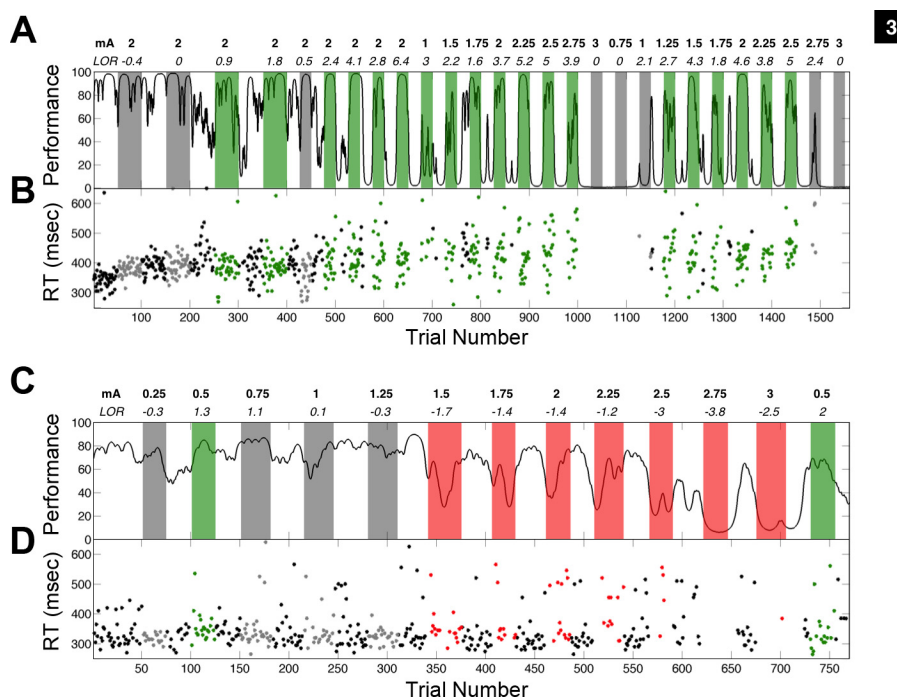 3
A
mA 2 2 2 2 2 2 2 2 2 1 1.5 1.75 2 2.25 2.5 2.75 3 0.75 1 1.25 1.5 1.75 2 2.25 2.5 2.75 3
LOR -0.4 0 0.9 1.8 0.5 2.4 4.1 2.8 6.4 3 2.2 1.6 3.7 5.2 5 3.9 0 0 2.1 2.7 4.3 1.8 4.6 3.8 5 2.4 0
Performance
100
80
60
40
20
0
B
RT (msec)
600
500
400
300
100 200 300 400 500 600 700 800 900 1000 1100 1200 1300 1400 1500
Trial Number
C
mA 0.25 0.5 0.75 1 1.25 1.5 1.75 2 2.25 2.5 2.75 3 0.5
LOR -0.3 1.3 1.1 0.1 -0.3 -1.7 -1.4 -1.4 -1.2 -3 -3.8 -2.5 2
Performance
100
80
60
40
20
0
D
RT (msec)
600
500
400
300
50 100 150 200 250 300 350 400 450 500 550 600 650 700 750
Trial Number